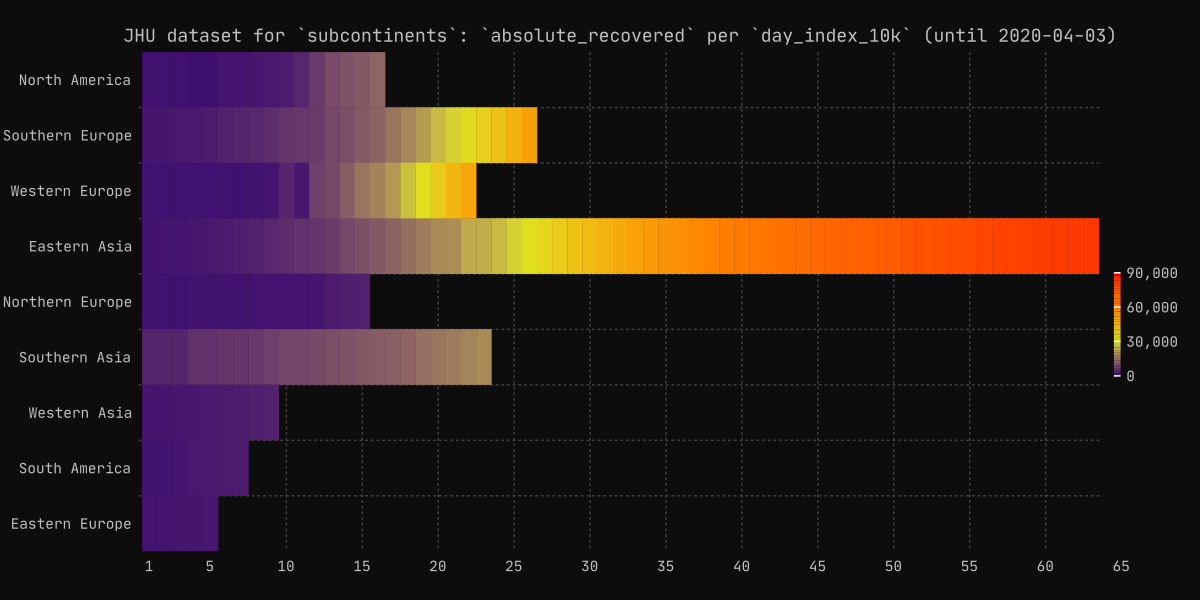 JHU dataset for `subcontinents`: `absolute_recovered` per `day_index_10k` (until 2020-04-03)
North America
Southern Europe
Western Europe
Eastern Asia
Northern Europe
Southern Asia
Western Asia
South America
Eastern Europe
90,000
60,000
30,000
0
1 5 10 15 20 25 30 35 40 45 50 55 60 65